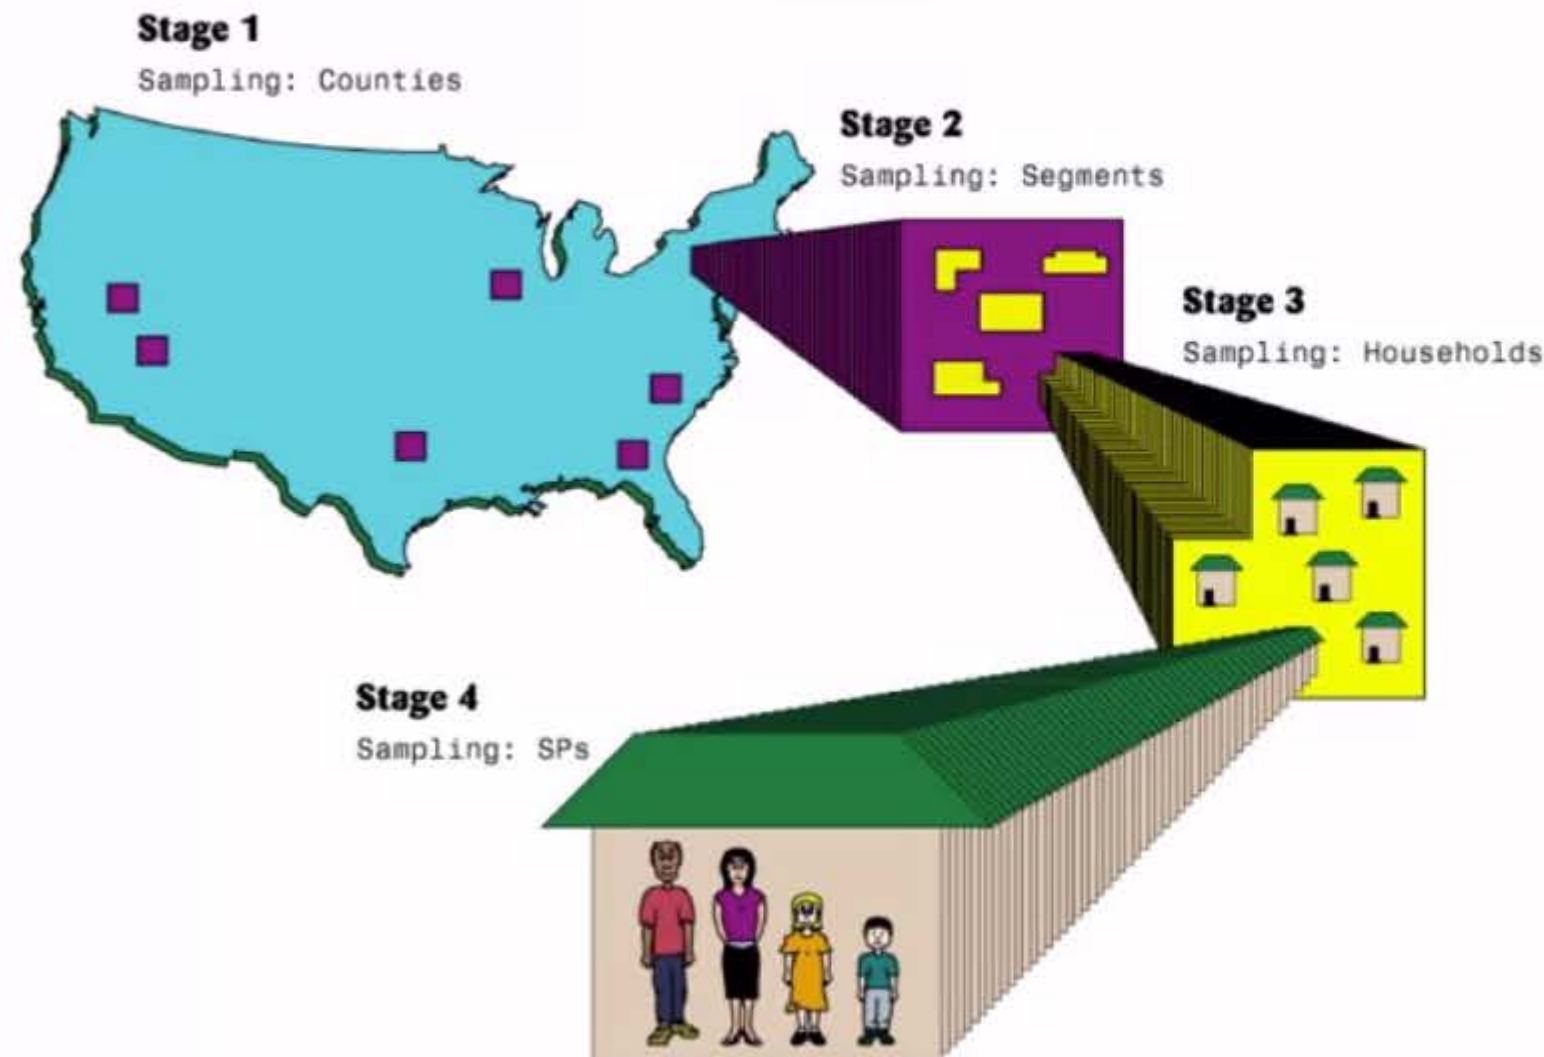 Stage 1
Sampling: Counties
Stage 2
Sampling: Segments
Stage 3
Sampling: Households
Stage 4
Sampling: SPs